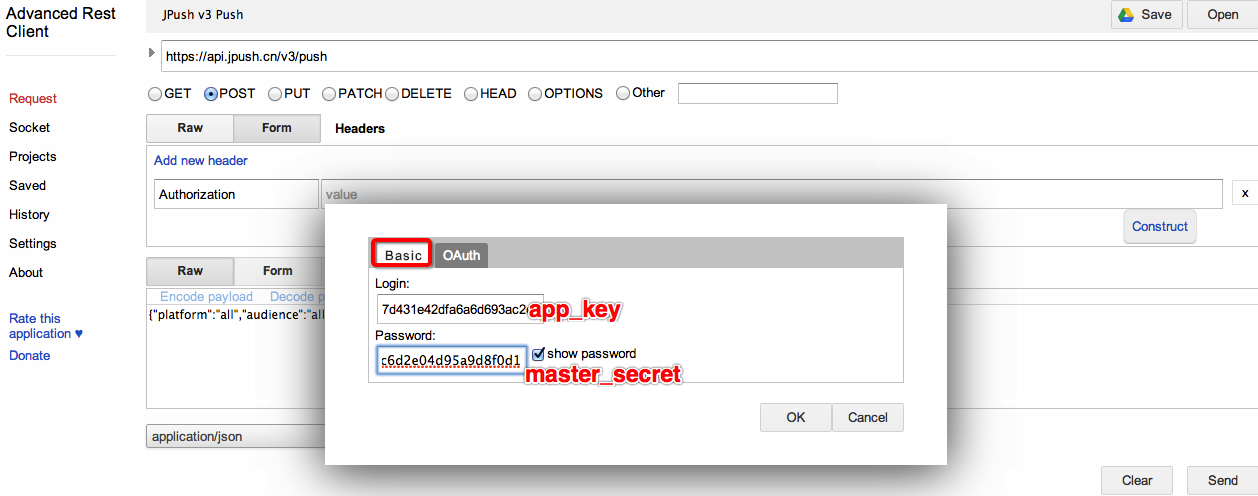 Advanced Rest
Client
JPush v3 Push
Save
Open
https://api.jpush.cn/v3/push
GET POST PUT PATCH DELETE HEAD OPTIONS Other
Request
Socket
Projects
Saved
History
Settings
About
Rate this
application ♥
Donate
Raw Form Headers
Add new header
Authorization value x
Construct
Raw Form
Encode payload Decode p
{"platform":"all","audience":"all
Basic OAuth
Login:
7d431e42dfa6a6d693ac2 app_key
Password:
c6d2e04d95a9d8f0d1 show password
master_secret
OK Cancel
application/json
Clear Send